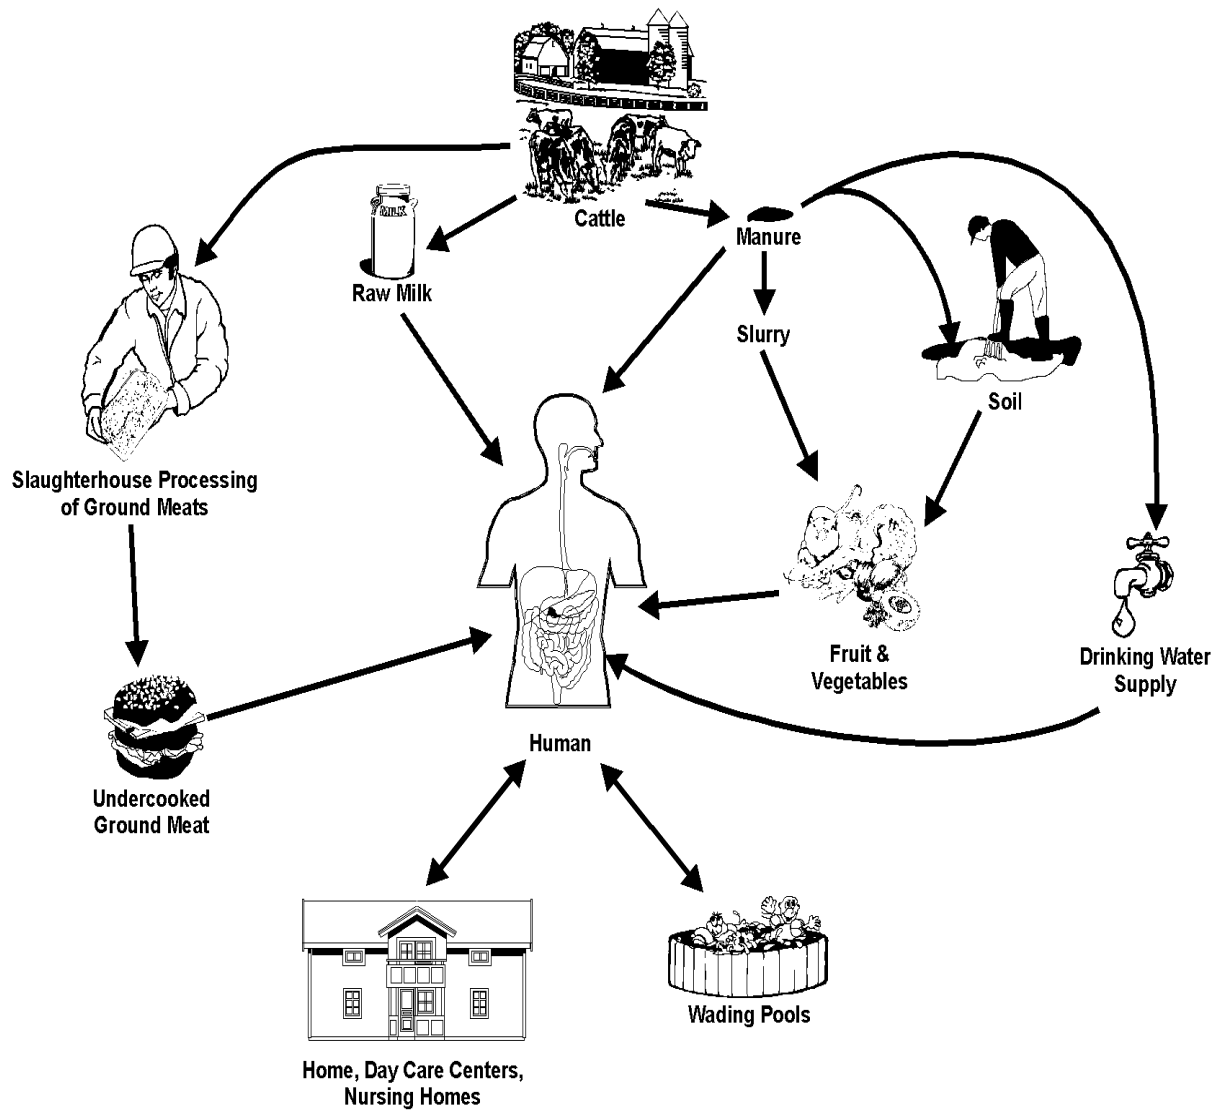 Cattle
MILK
Raw Milk
Manure
Slurry
Soil
Slaughterhouse Processing
of Ground Meats
Fruit &
Vegetables
Drinking Water
Supply
Human
Undercooked
Ground Meat
Wading Pools
Home, Day Care Centers,
Nursing Homes